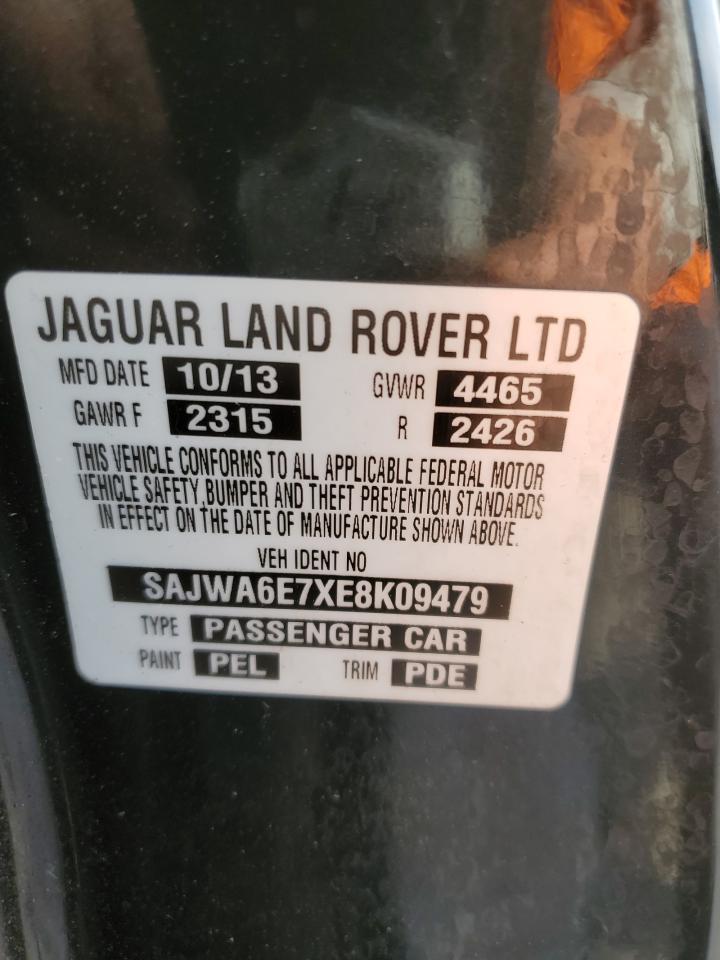 JAGUAR LAND ROVER LTD
MFD DATE 10/13 GVWR 4465
GAWR F 2315 R 2426
THIS VEHICLE CONFORMS TO ALL APPLICABLE FEDERAL MOTOR
VEHICLE SAFETY,BUMPER AND THEFT PREVENTION STANDARDS
IN EFFECT ON THE DATE OF MANUFACTURE SHOWN ABOVE.
VEH IDENT NO
SAJWA6E7XE8K09479
TYPE PASSENGER CAR
PAINT PEL TRIM PDE